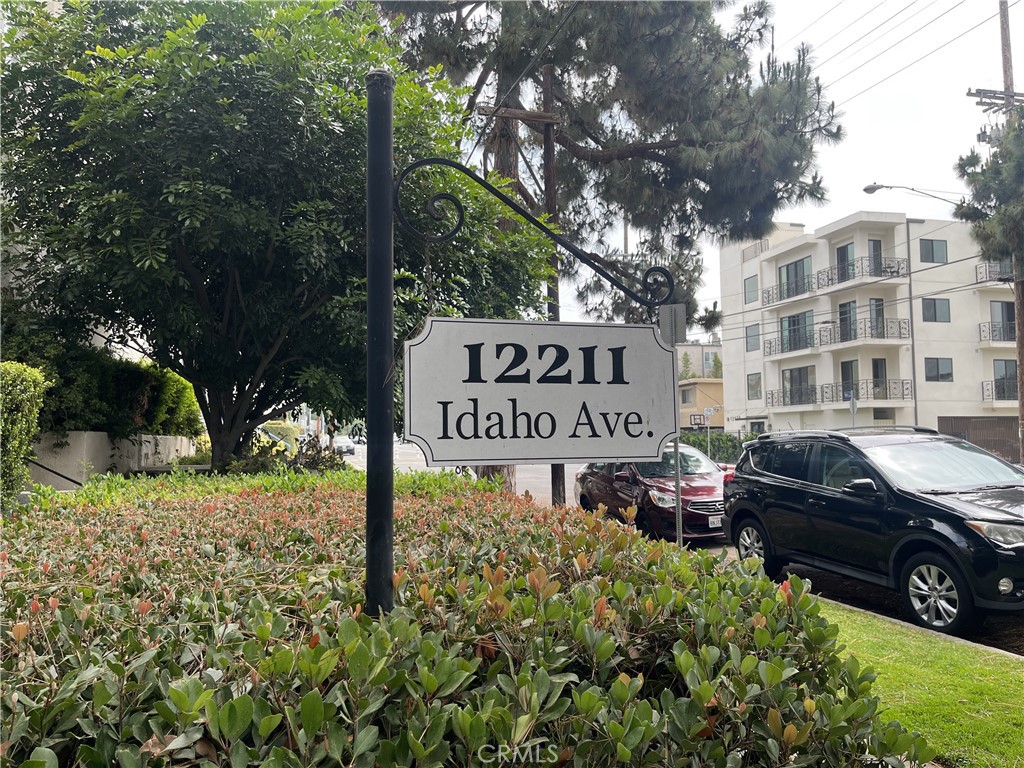 12211
Idaho Ave.
© CRMLS